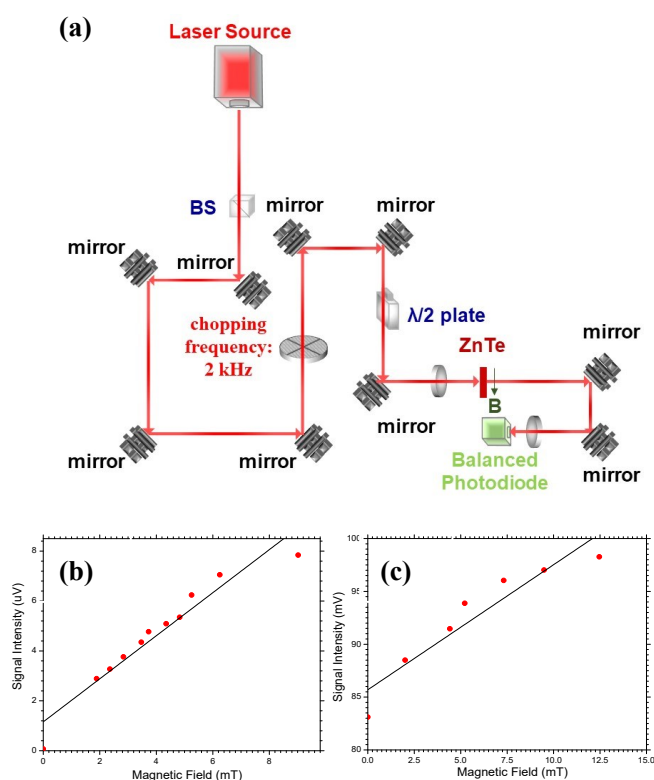 (a)
Laser Source
BS
mirror
mirror
mirror
mirror
λ/2 plate
chopping
frequency:
2 kHz
ZnTe
mirror
B
mirror
mirror
mirror
Balanced
Photodiode
mirror
(b)
Signal Intensity (uV)
8
6
4
2
0
0 2 4 6 8
Magnetic Field (mT)
(c)
Signal Intensity (mV)
100
95
90
85
80
0.0 2.5 5.0 7.5 10.0 12.5 15.0
Magnetic Field (mT)